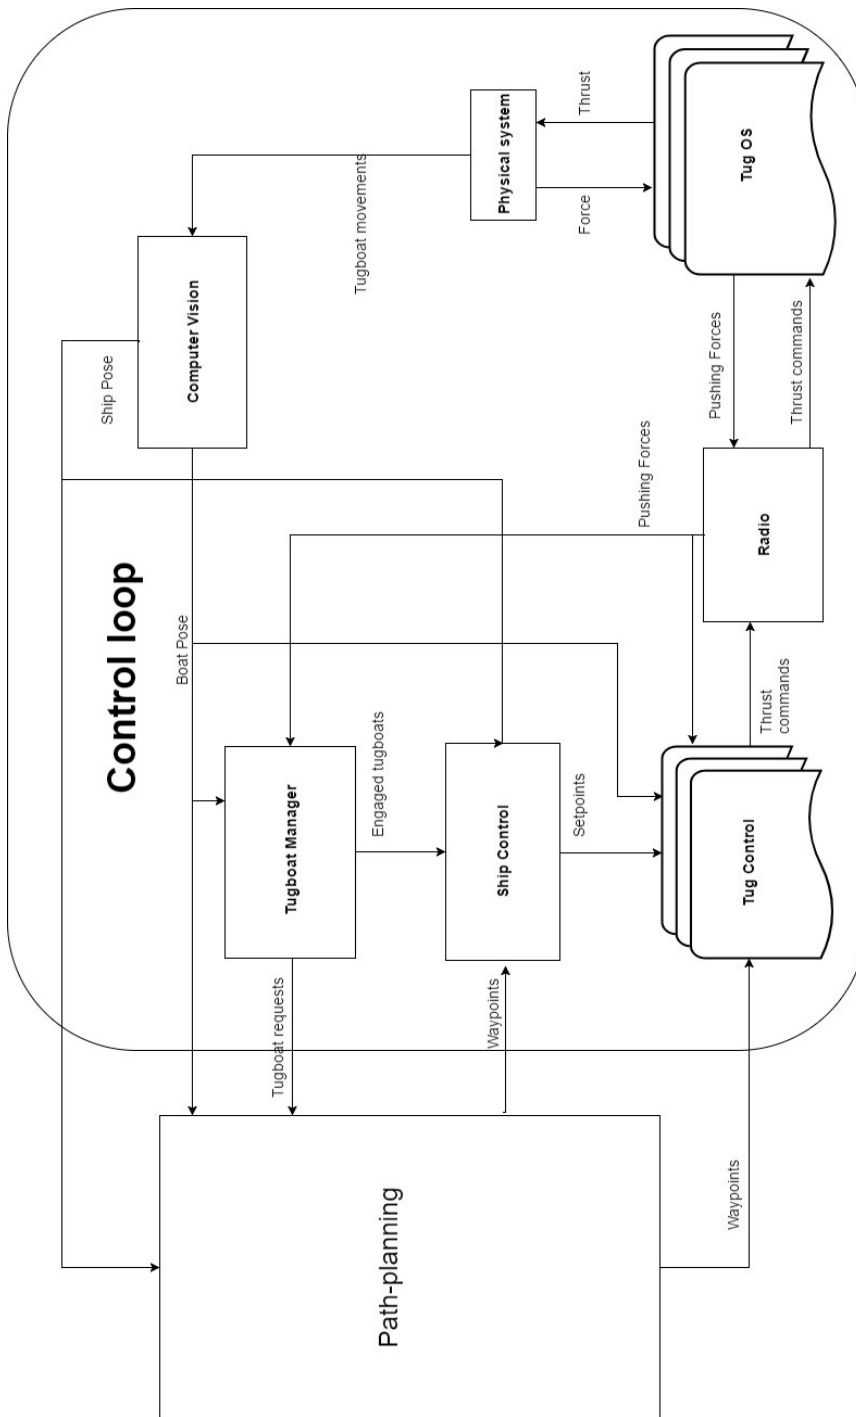 Control loop
Path-planning
Computer Vision
Physical system
Tug OS
Radio
Tugboat Manager
Ship Control
Tug Control
Thrust
Force
Tugboat movements
Ship Pose
Boat Pose
Pushing Forces
Thrust commands
Pushing Forces
Thrust
commands
Engaged tugboats
Setpoints
Tugboat requests
Waypoints
Waypoints